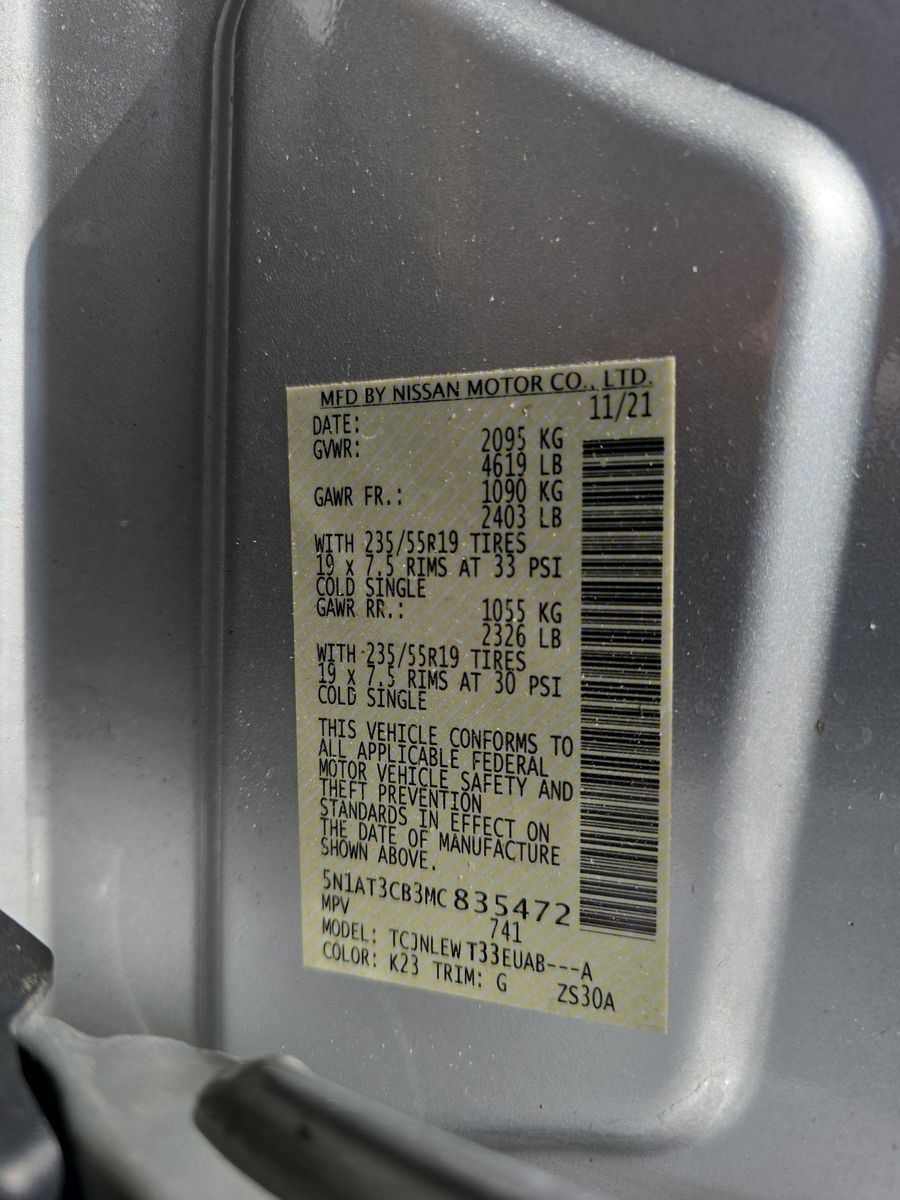 MFD BY NISSAN MOTOR CO., LTD.
DATE: 11/21
GVWR: 2095 KG
4619 LB
GAWR FR.: 1090 KG
2403 LB
WITH 235/55R19 TIRES
19 x 7.5 RIMS AT 33 PSI
COLD SINGLE
GAWR RR.: 1055 KG
2326 LB
WITH 235/55R19 TIRES
19 x 7.5 RIMS AT 30 PSI
COLD SINGLE
THIS VEHICLE CONFORMS TO
ALL APPLICABLE FEDERAL
MOTOR VEHICLE SAFETY AND
THEFT PREVENTION
STANDARDS IN EFFECT ON
THE DATE OF MANUFACTURE
SHOWN ABOVE.
5N1AT3CB3MC835472
MPV 741
MODEL: TCJNLEW T33EUAB---A
COLOR: K23 TRIM: G ZS30A